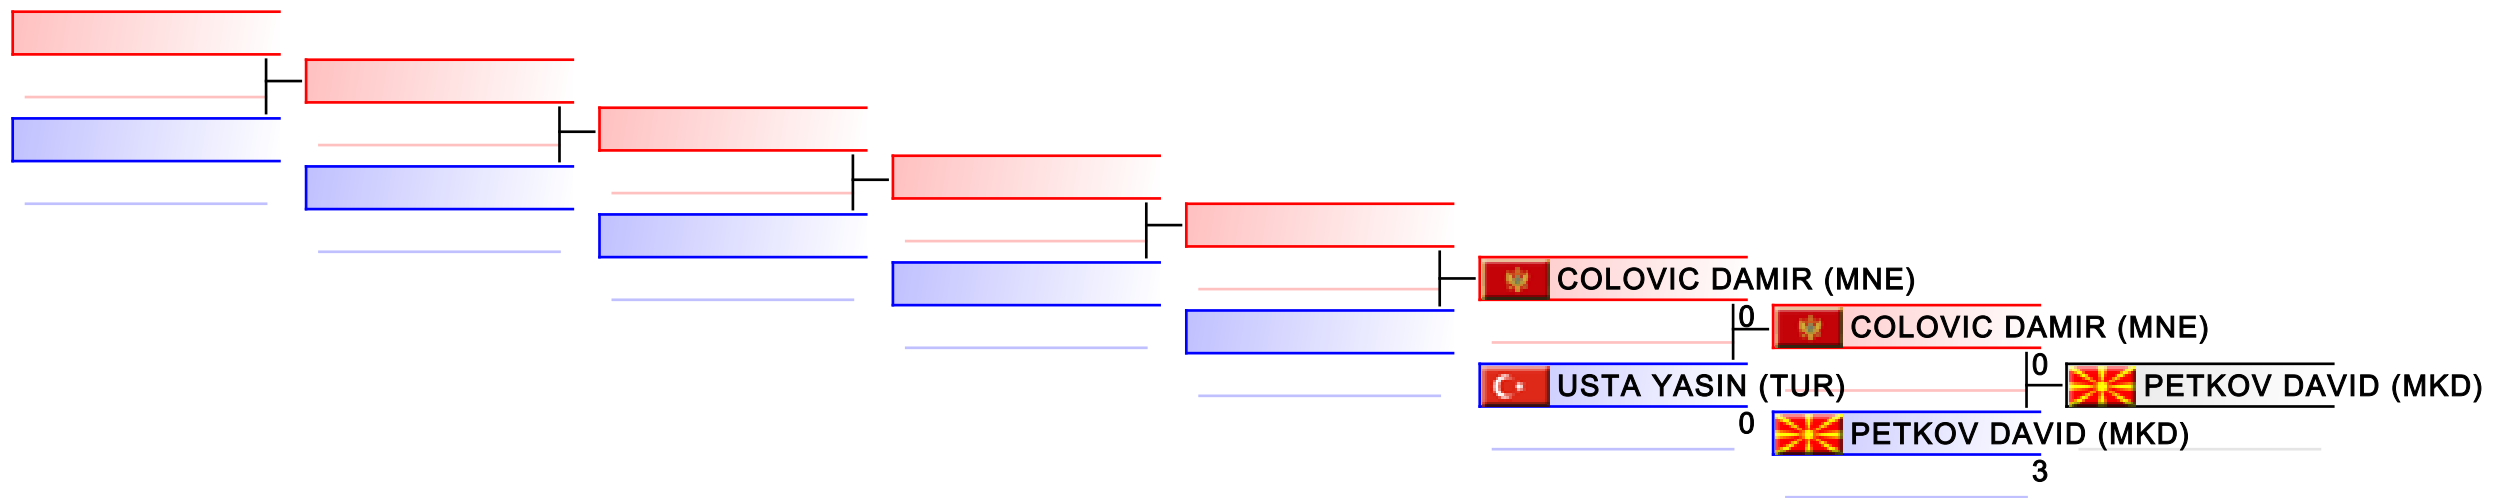 COLOVIC DAMIR (MNE)
0
USTA YASIN (TUR)
0
COLOVIC DAMIR (MNE)
0
PETKOV DAVID (MKD)
3
PETKOV DAVID (MKD)